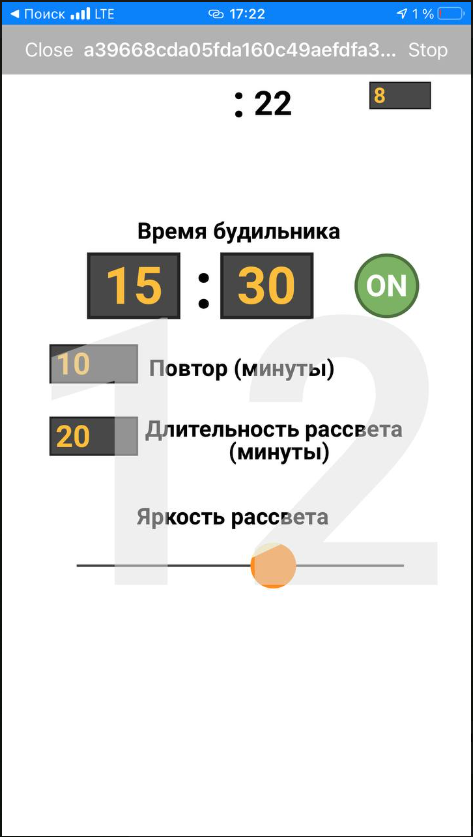 Поиск LTE 17:22 1 %
Close a39668cda05fda160c49aefdfa3... Stop
: 22 8
Время будильника
15 : 30 ON
10 Повтор (минуты)
20 Длительность рассвета
(минуты)
Яркость рассвета
12